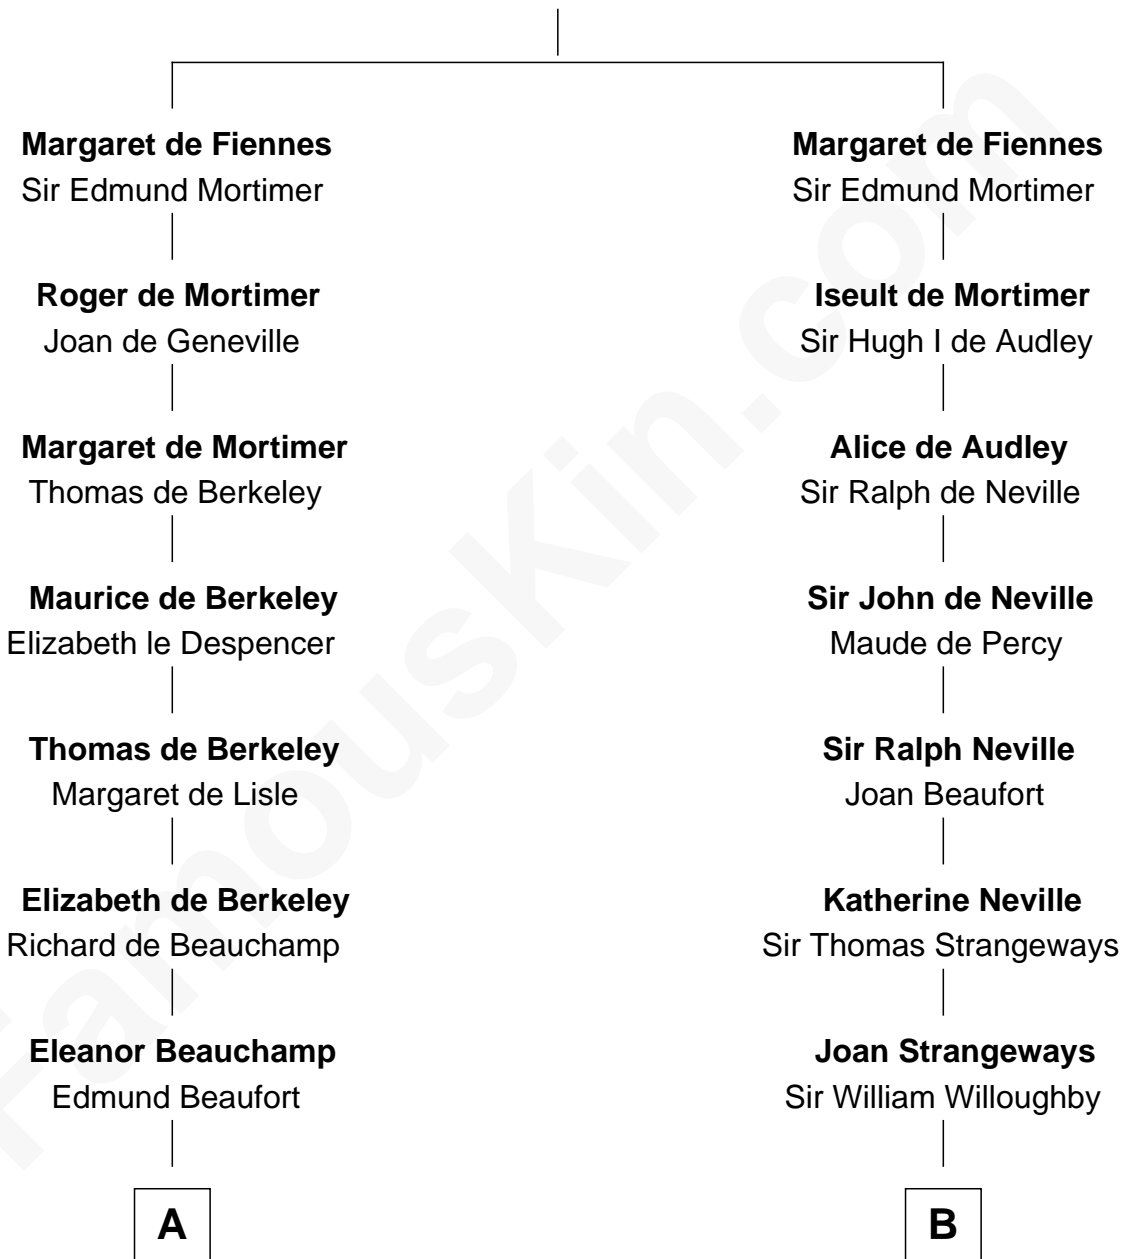 Margaret de Fiennes
Sir Edmund Mortimer
Roger de Mortimer
Joan de Geneville
Margaret de Mortimer
Thomas de Berkeley
Maurice de Berkeley
Elizabeth le Despencer
Thomas de Berkeley
Margaret de Lisle
Elizabeth de Berkeley
Richard de Beauchamp
Eleanor Beauchamp
Edmund Beaufort
A
Margaret de Fiennes
Sir Edmund Mortimer
Iseult de Mortimer
Sir Hugh I de Audley
Alice de Audley
Sir Ralph de Neville
Sir John de Neville
Maude de Percy
Sir Ralph Neville
Joan Beaufort
Katherine Neville
Sir Thomas Strangeways
Joan Strangeways
Sir William Willoughby
B
FamousKin.com